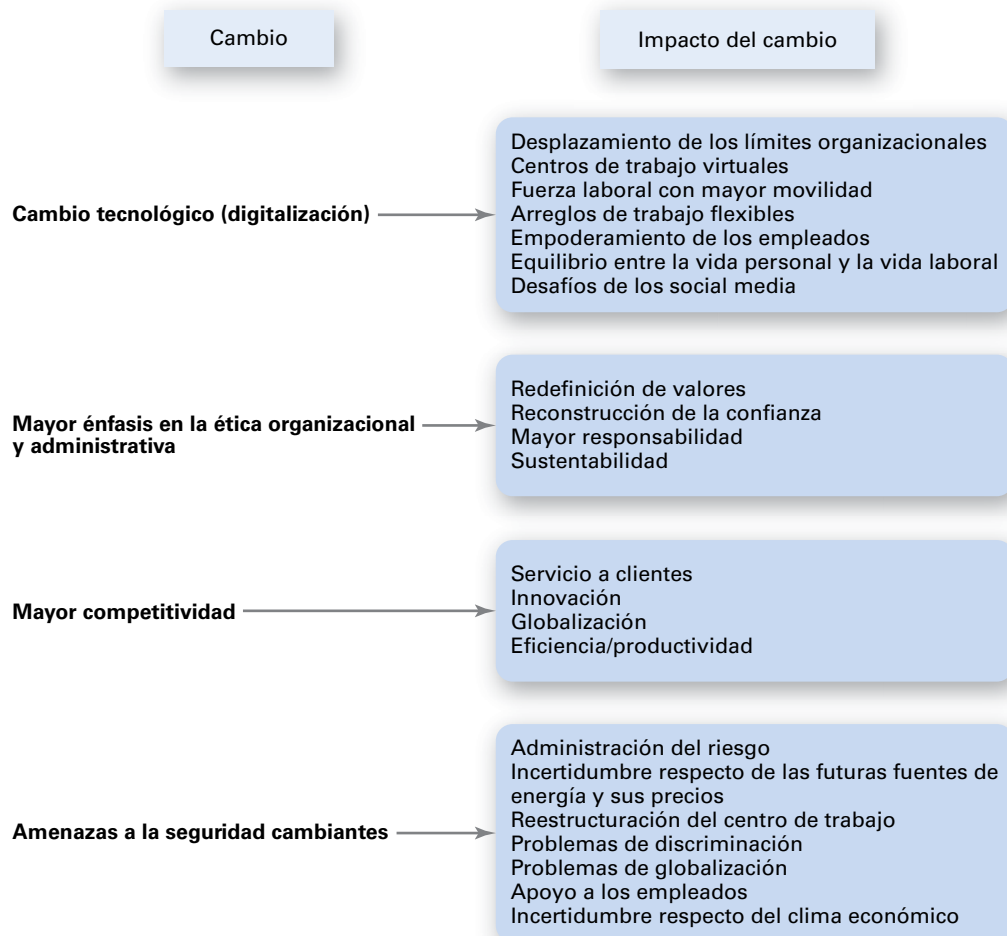 Cambio
Impacto del cambio
Cambio tecnológico (digitalización)
Desplazamiento de los límites organizacionales
Centros de trabajo virtuales
Fuerza laboral con mayor movilidad
Arreglos de trabajo flexibles
Empoderamiento de los empleados
Equilibrio entre la vida personal y la vida laboral
Desafíos de los social media
Mayor énfasis en la ética organizacional
y administrativa
Redefinición de valores
Reconstrucción de la confianza
Mayor responsabilidad
Sustentabilidad
Mayor competitividad
Servicio a clientes
Innovación
Globalización
Eficiencia/productividad
Amenazas a la seguridad cambiantes
Administración del riesgo
Incertidumbre respecto de las futuras fuentes de
energía y sus precios
Reestructuración del centro de trabajo
Problemas de discriminación
Problemas de globalización
Apoyo a los empleados
Incertidumbre respecto del clima económico